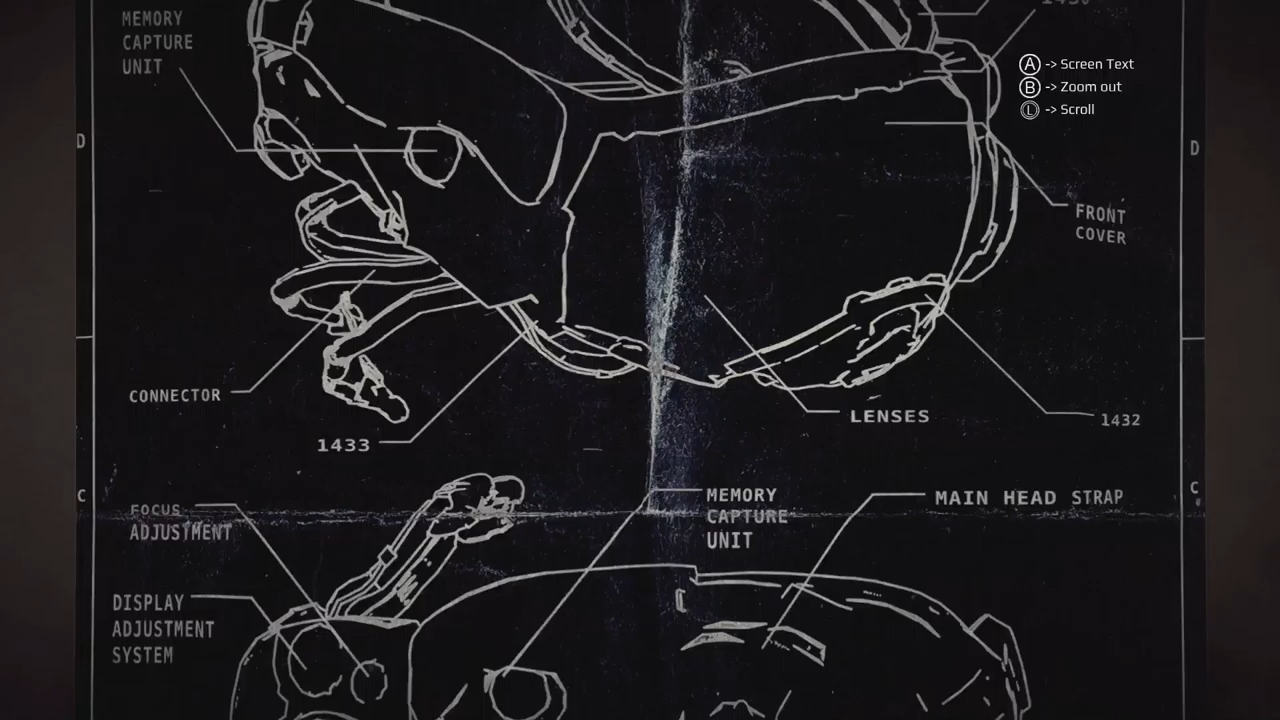 MEMORY
CAPTURE
UNIT
A -> Screen Text
B -> Zoom out
L -> Scroll
D
D
FRONT
COVER
CONNECTOR
LENSES
1432
1433
C
C
FOCUS
ADJUSTMENT
MEMORY
CAPTURE
UNIT
MAIN HEAD STRAP
DISPLAY
ADJUSTMENT
SYSTEM